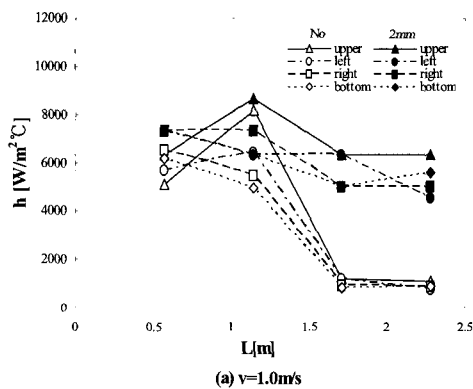 12000
10000
8000
6000
4000
2000
0
h [W/m²℃]
No 2mm
upper upper
left left
right right
bottom bottom
0 0.5 1 1.5 2 2.5
L[m]
(a) v=1.0m/s